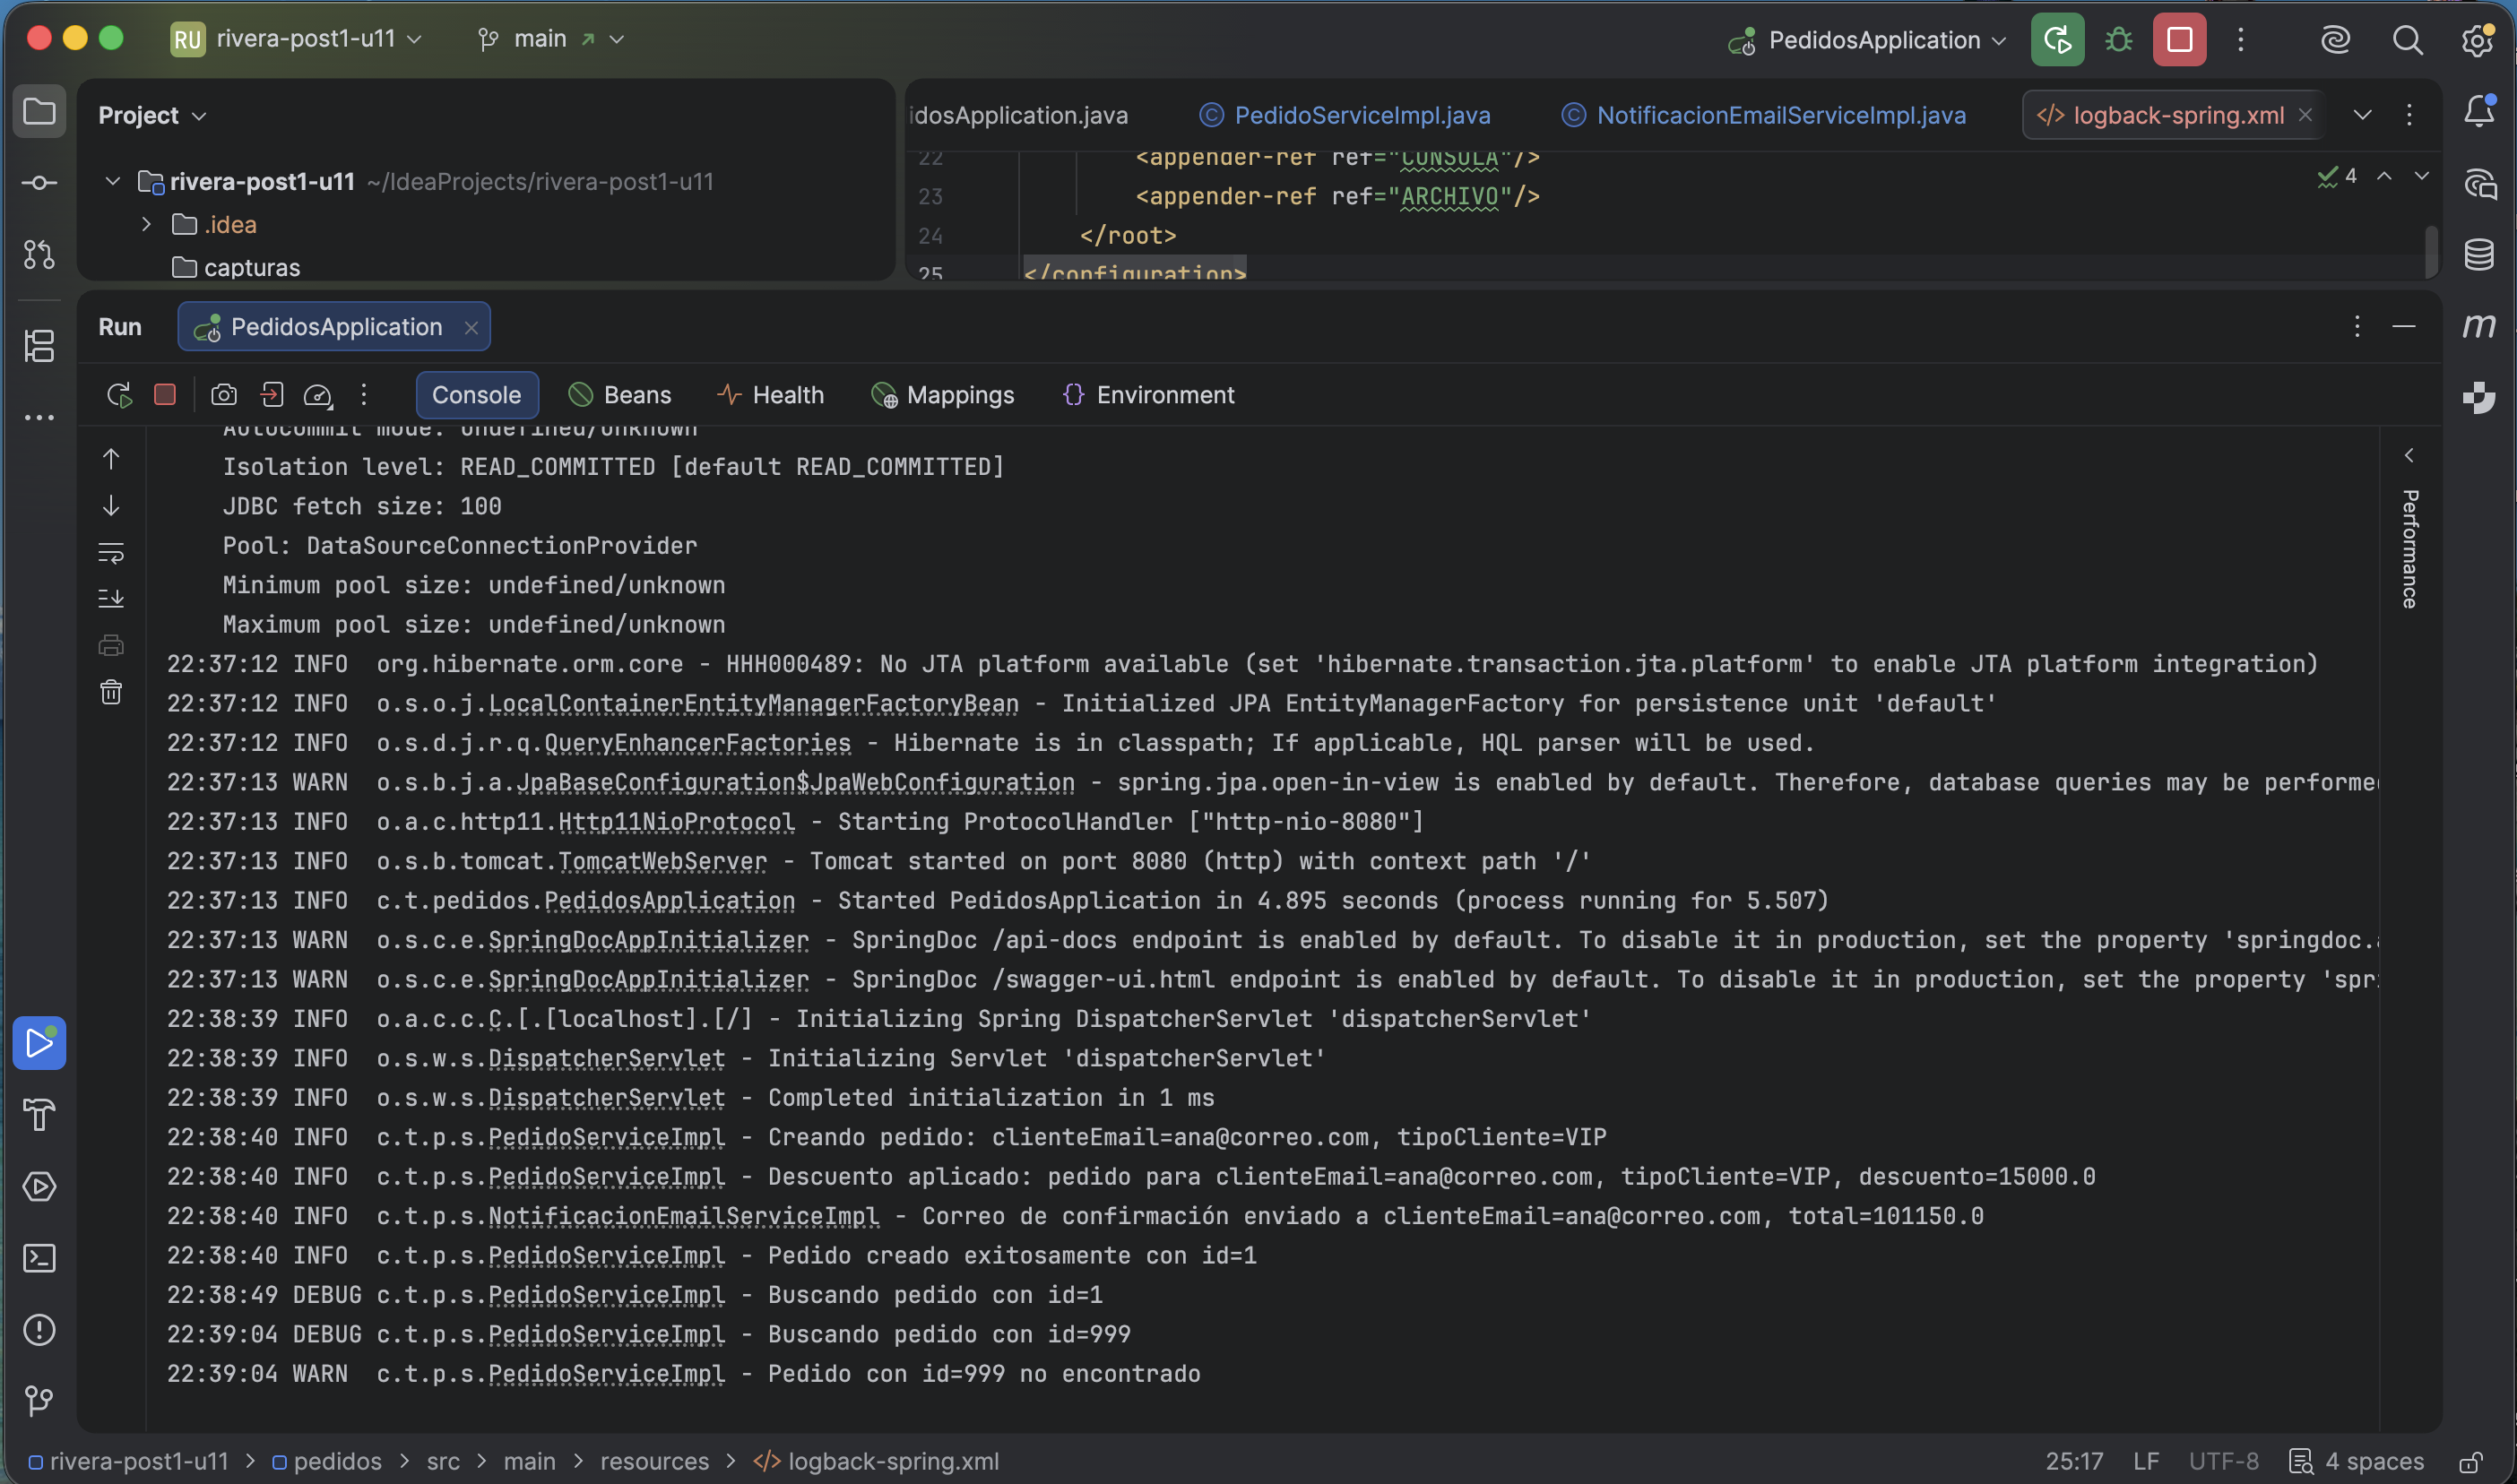 RU rivera-post1-u11
main
PedidosApplication
Project
rivera-post1-u11 ~/IdeaProjects/rivera-post1-u11
.idea
capturas
idosApplication.java
PedidoServiceImpl.java
NotificacionEmailServiceImpl.java
</> logback-spring.xml
22 <appender-ref ref="CONSOLA"/>
23 <appender-ref ref="ARCHIVO"/>
24 </root>
25 </configuration>
4
Run
PedidosApplication
Console
Beans
Health
Mappings
Environment
Autocommit mode: undefined/unknown
Isolation level: READ_COMMITTED [default READ_COMMITTED]
JDBC fetch size: 100
Pool: DataSourceConnectionProvider
Minimum pool size: undefined/unknown
Maximum pool size: undefined/unknown
22:37:12 INFO  org.hibernate.orm.core - HHH000489: No JTA platform available (set 'hibernate.transaction.jta.platform' to enable JTA platform integration)
22:37:12 INFO  o.s.o.j.LocalContainerEntityManagerFactoryBean - Initialized JPA EntityManagerFactory for persistence unit 'default'
22:37:12 INFO  o.s.d.j.r.q.QueryEnhancerFactories - Hibernate is in classpath; If applicable, HQL parser will be used.
22:37:13 WARN  o.s.b.j.a.JpaBaseConfiguration$JpaWebConfiguration - spring.jpa.open-in-view is enabled by default. Therefore, database queries may be performe
22:37:13 INFO  o.a.c.http11.Http11NioProtocol - Starting ProtocolHandler ["http-nio-8080"]
22:37:13 INFO  o.s.b.tomcat.TomcatWebServer - Tomcat started on port 8080 (http) with context path '/'
22:37:13 INFO  c.t.pedidos.PedidosApplication - Started PedidosApplication in 4.895 seconds (process running for 5.507)
22:37:13 WARN  o.s.c.e.SpringDocAppInitializer - SpringDoc /api-docs endpoint is enabled by default. To disable it in production, set the property 'springdoc.a
22:37:13 WARN  o.s.c.e.SpringDocAppInitializer - SpringDoc /swagger-ui.html endpoint is enabled by default. To disable it in production, set the property 'spri
22:38:39 INFO  o.a.c.c.C.[.[localhost].[/] - Initializing Spring DispatcherServlet 'dispatcherServlet'
22:38:39 INFO  o.s.w.s.DispatcherServlet - Initializing Servlet 'dispatcherServlet'
22:38:39 INFO  o.s.w.s.DispatcherServlet - Completed initialization in 1 ms
22:38:40 INFO  c.t.p.s.PedidoServiceImpl - Creando pedido: clienteEmail=ana@correo.com, tipoCliente=VIP
22:38:40 INFO  c.t.p.s.PedidoServiceImpl - Descuento aplicado: pedido para clienteEmail=ana@correo.com, tipoCliente=VIP, descuento=15000.0
22:38:40 INFO  c.t.p.s.NotificacionEmailServiceImpl - Correo de confirmación enviado a clienteEmail=ana@correo.com, total=101150.0
22:38:40 INFO  c.t.p.s.PedidoServiceImpl - Pedido creado exitosamente con id=1
22:38:49 DEBUG c.t.p.s.PedidoServiceImpl - Buscando pedido con id=1
22:39:04 DEBUG c.t.p.s.PedidoServiceImpl - Buscando pedido con id=999
22:39:04 WARN  c.t.p.s.PedidoServiceImpl - Pedido con id=999 no encontrado
Performance
m
rivera-post1-u11 > pedidos > src > main > resources > </> logback-spring.xml
25:17 LF UTF-8 4 spaces